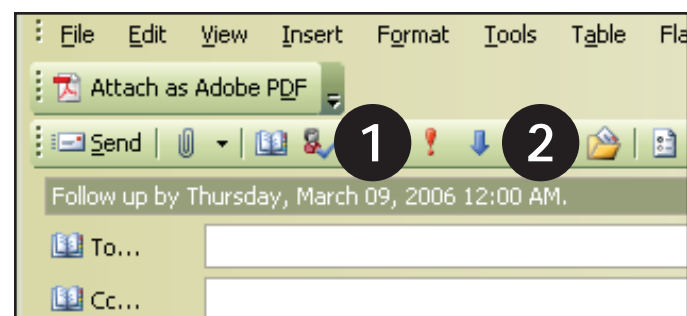 File Edit View Insert Format Tools Table
Attach as Adobe PDF
Send 1 2
Follow up by Thursday, March 09, 2006 12:00 AM.
To...
Cc...